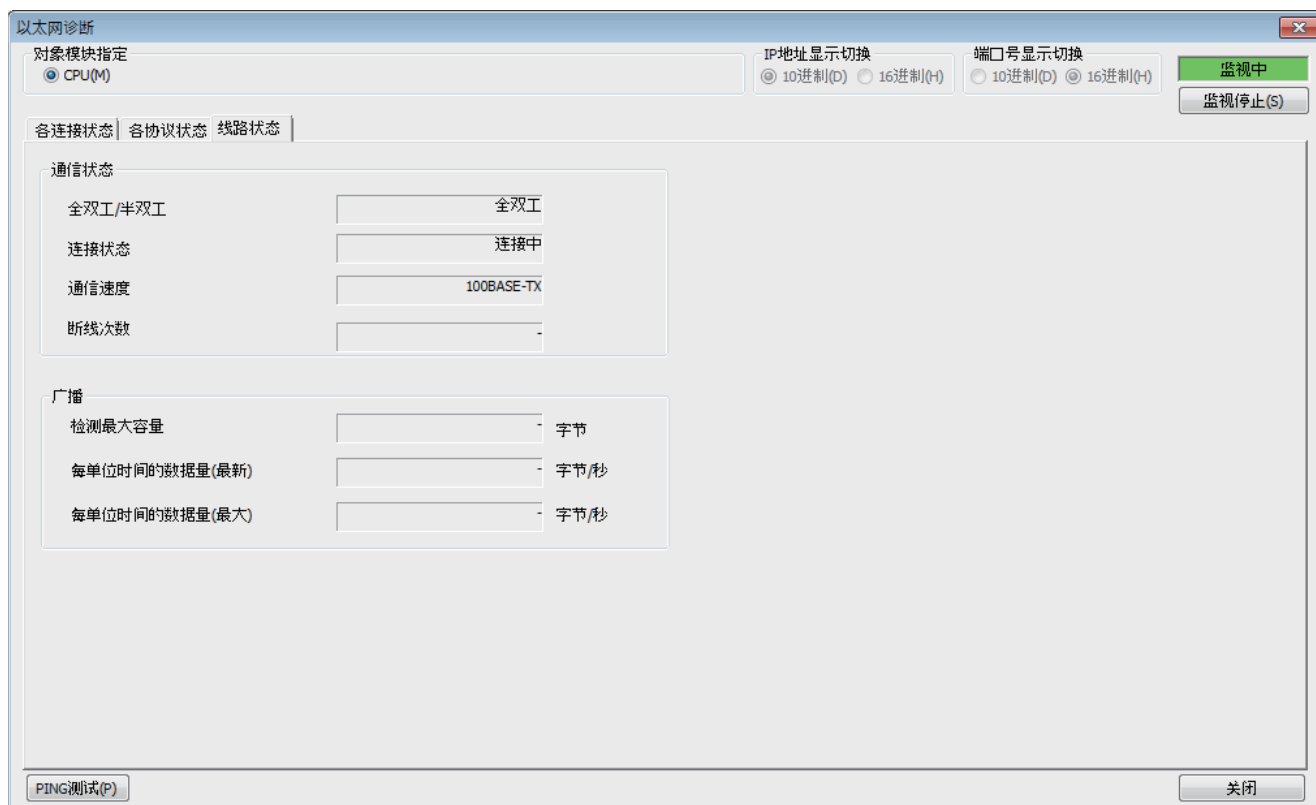 以太网诊断
对象模块指定
CPU(M)
IP地址显示切换
10进制(D) 16进制(H)
端口号显示切换
10进制(D) 16进制(H)
监视中
监视停止(S)
各连接状态 各协议状态 线路状态
通信状态
全双工/半双工 全双工
连接状态 连接中
通信速度 100BASE-TX
断线次数 -
广播
检测最大容量 - 字节
每单位时间的数据量(最新) - 字节/秒
每单位时间的数据量(最大) - 字节/秒
PING测试(P) 关闭